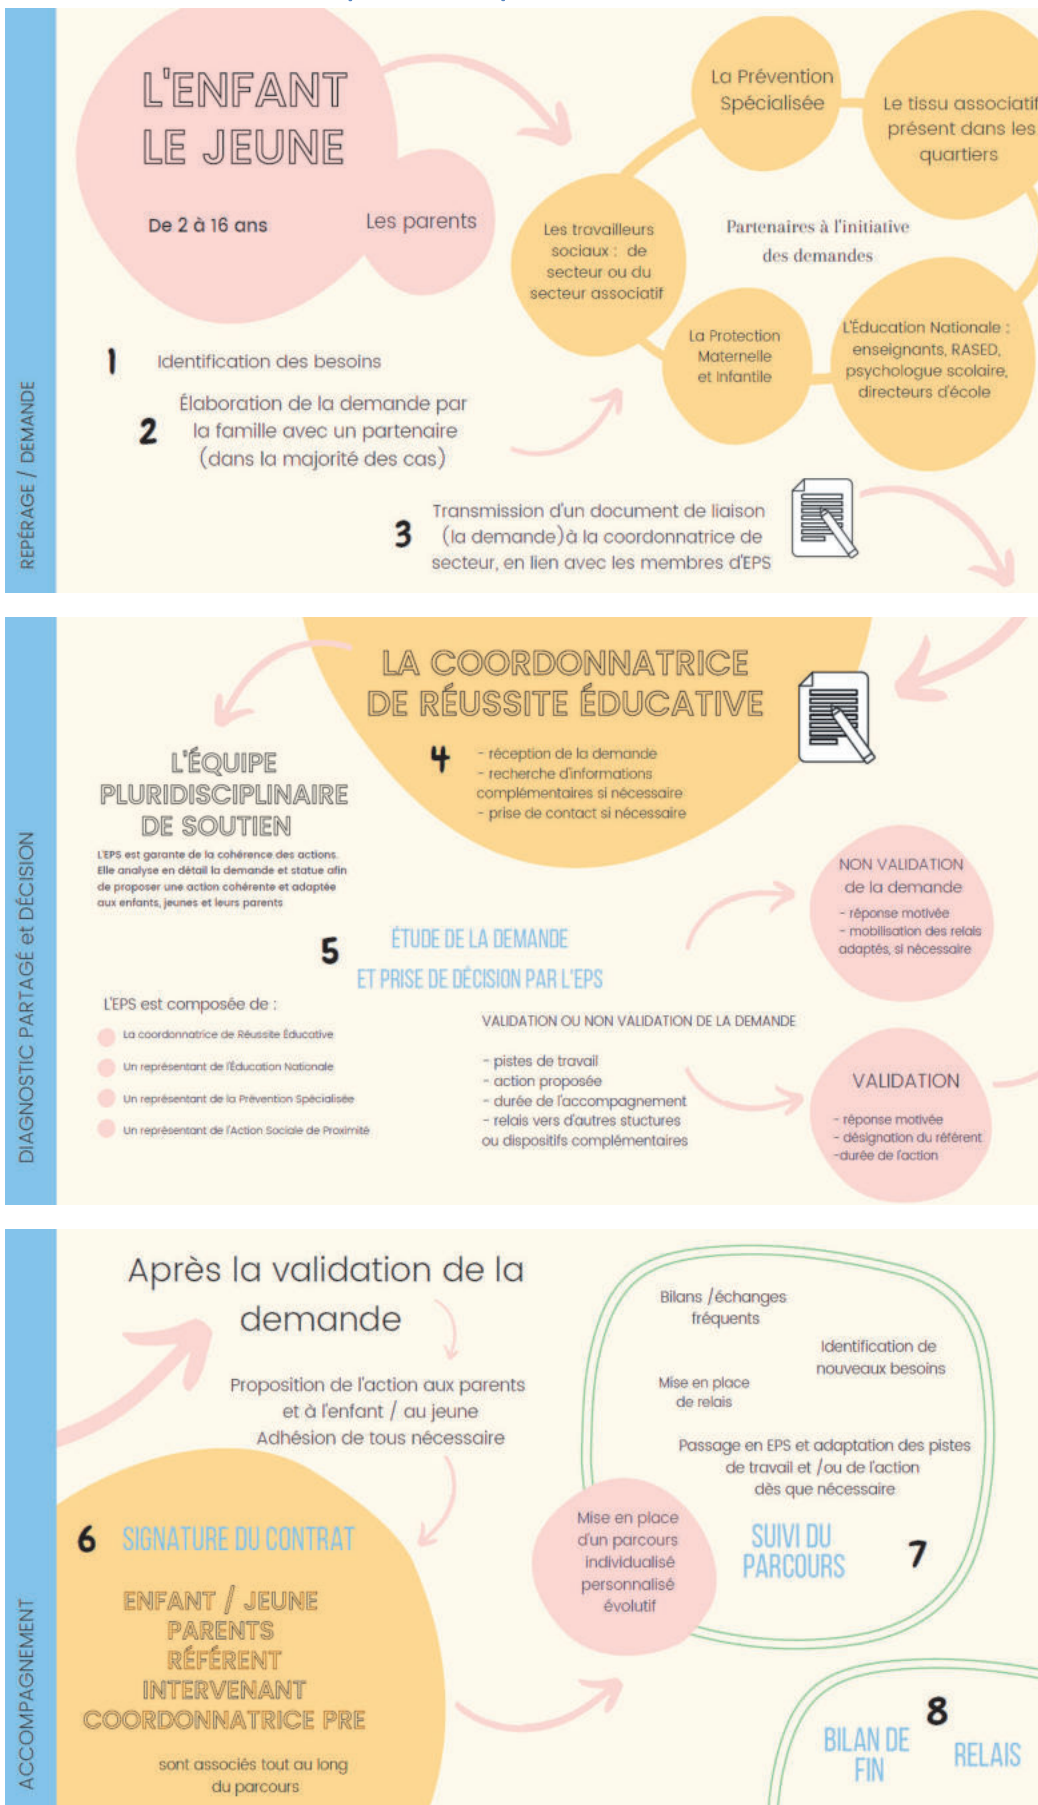 L'ENFANT
LE JEUNE
De 2 à 16 ans
Les parents
La Prévention
Spécialisée
Le tissu associatif
présent dans les
quartiers
Les travailleurs
sociaux : de
secteur ou du
secteur associatif
Partenaires à l'initiative
des demandes
La Protection
Maternelle
et Infantile
L'Éducation Nationale :
enseignants, RASED,
psychologue scolaire,
directeurs d'école
1
Identification des besoins
2
Élaboration de la demande par
la famille avec un partenaire
(dans la majorité des cas)
3
Transmission d'un document de liaison
(la demande)à la coordonnatrice de
secteur, en lien avec les membres d'EPS
REPÉRAGE / DEMANDE
LA COORDONNATRICE
DE RÉUSSITE ÉDUCATIVE
4
- réception de la demande
- recherche d'informations
complémentaires si nécessaire
- prise de contact si nécessaire
L'ÉQUIPE
PLURIDISCIPLINAIRE
DE SOUTIEN
L'EPS est garante de la cohérence des actions.
Elle analyse en détail la demande et statue afin
de proposer une action cohérente et adaptée
aux enfants, jeunes et leurs parents
5
ÉTUDE DE LA DEMANDE
ET PRISE DE DÉCISION PAR L'EPS
L'EPS est composée de :
La coordonnatrice de Réussite Éducative
Un représentant de l'Éducation Nationale
Un représentant de la Prévention Spécialisée
Un représentant de l'Action Sociale de Proximité
VALIDATION OU NON VALIDATION DE LA DEMANDE
- pistes de travail
- action proposée
- durée de l'accompagnement
- relais vers d'autres stuctures
ou dispositifs complémentaires
NON VALIDATION
de la demande
- réponse motivée
- mobilisation des relais
adaptés, si nécessaire
VALIDATION
- réponse motivée
- désignation du référent
-durée de l'action
DIAGNOSTIC PARTAGÉ et DÉCISION
Après la validation de la
demande
Proposition de l'action aux parents
et à l'enfant / au jeune
Adhésion de tous nécessaire
6
SIGNATURE DU CONTRAT
ENFANT / JEUNE
PARENTS
RÉFÉRENT
INTERVENANT
COORDONNATRICE PRE
sont associés tout au long
du parcours
Mise en place
d'un parcours
individualisé
personnalisé
évolutif
Bilans /échanges
fréquents
Identification de
nouveaux besoins
Mise en place
de relais
Passage en EPS et adaptation des pistes
de travail et /ou de l'action
dès que nécessaire
SUIVI DU
PARCOURS
7
8
BILAN DE
FIN
RELAIS
ACCOMPAGNEMENT